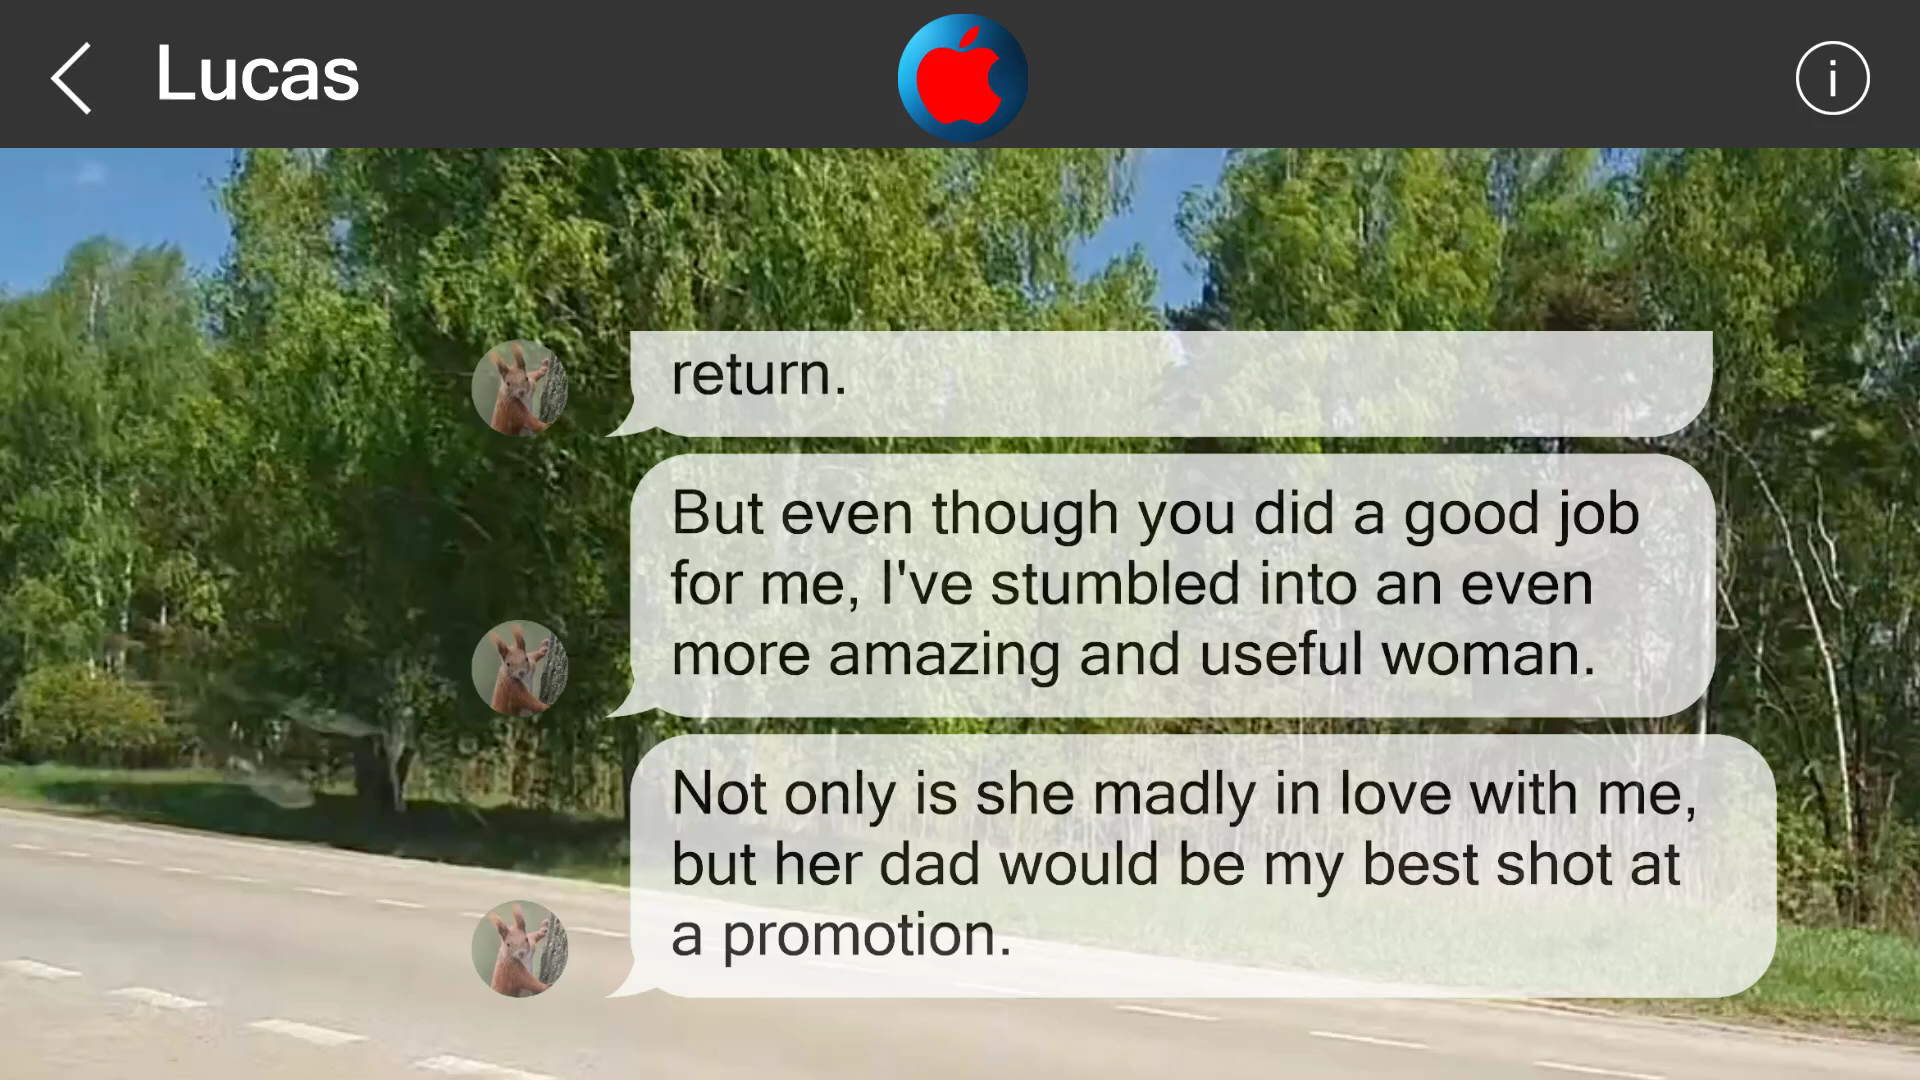 Lucas
i
return.
But even though you did a good job
for me, I've stumbled into an even
more amazing and useful woman.
Not only is she madly in love with me,
but her dad would be my best shot at
a promotion.